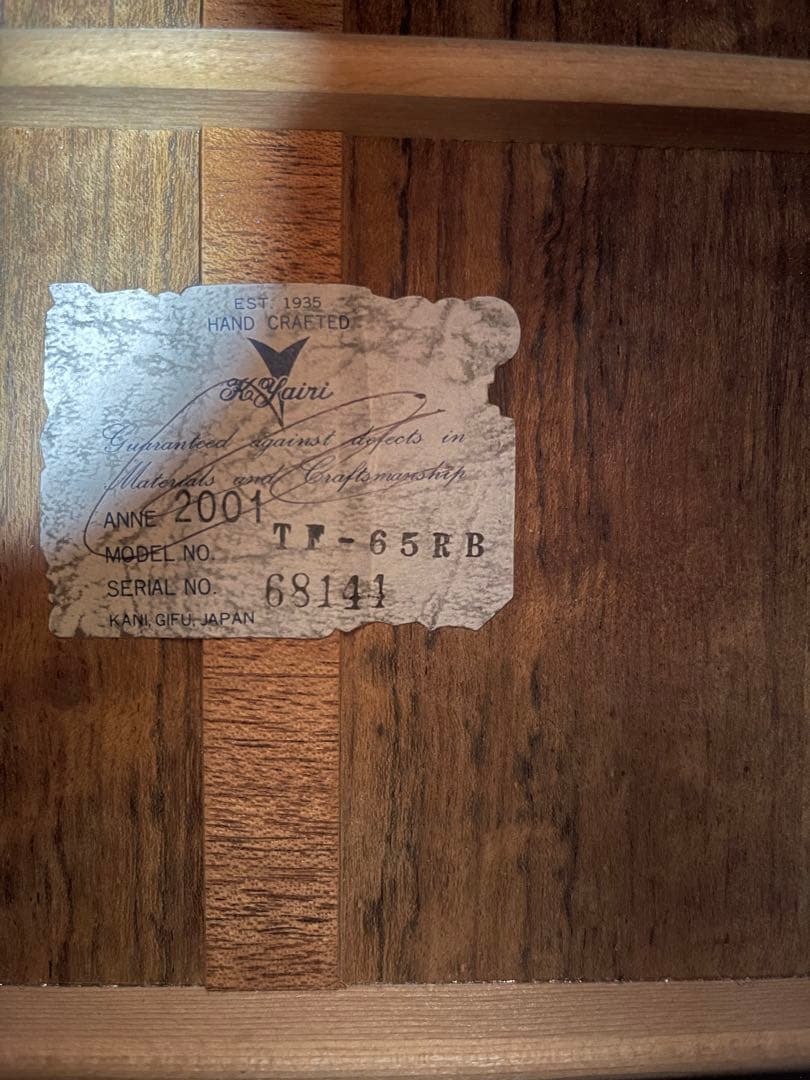 EST. 1935
HAND CRAFTED
K.Yairi
Guaranteed against defects in
Materials and Craftsmanship
ANNE 2001
MODEL NO. TF-65RB
SERIAL NO. 68141
KANI, GIFU, JAPAN